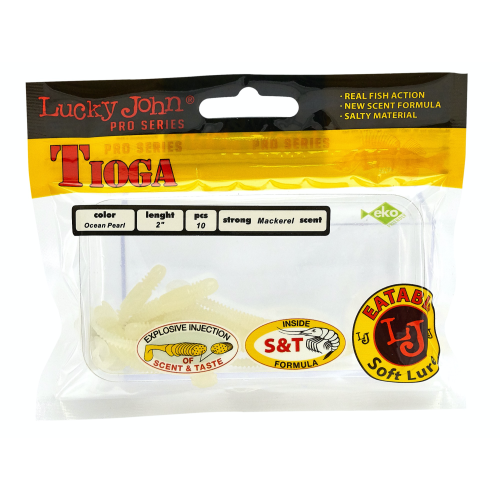 Lucky John®
PRO SERIES
· REAL FISH ACTION
· NEW SCENT FORMULA
· SALTY MATERIAL
PRO SERIES
TIOGA
color
Ocean Pearl
lenght
2"
pcs
10
strong Mackerel scent
eko
EXPLOSIVE INJECTION
OF
SCENT & TASTE
INSIDE
S&T
FORMULA
EATABLE
LJ
LJ
Soft Lure